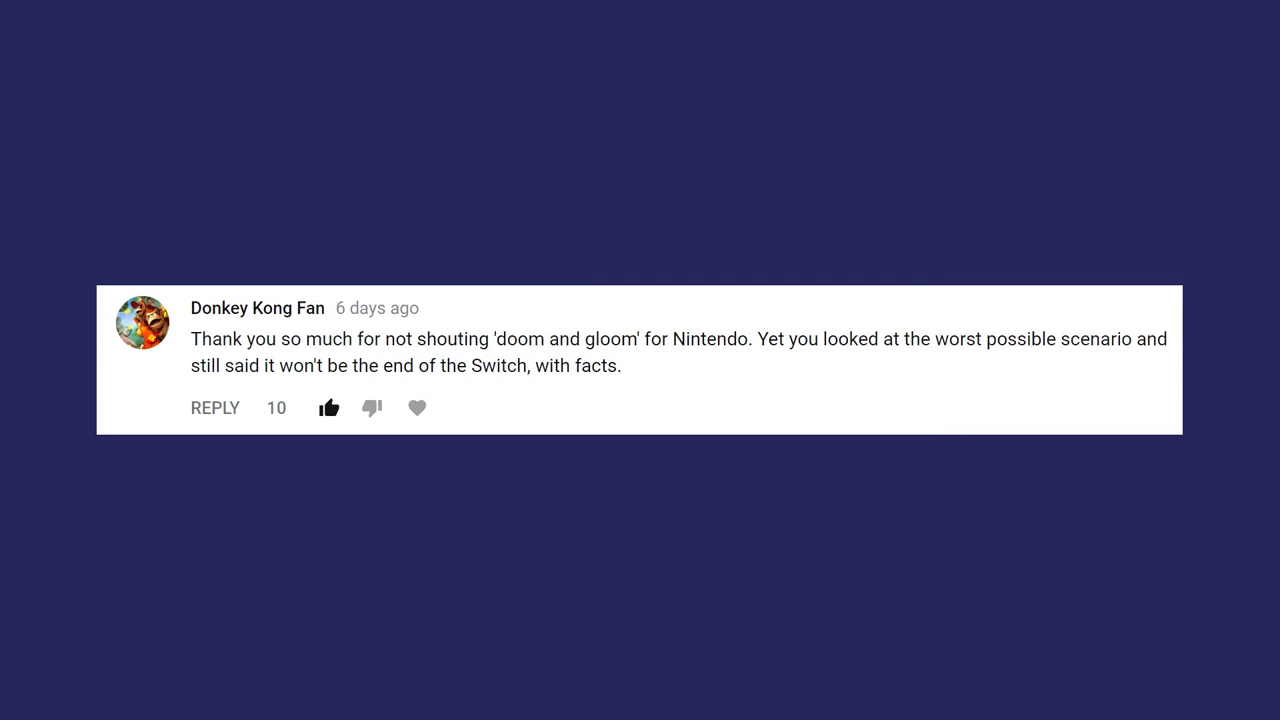 Donkey Kong Fan 6 days ago
Thank you so much for not shouting 'doom and gloom' for Nintendo. Yet you looked at the worst possible scenario and
still said it won't be the end of the Switch, with facts.
REPLY 10